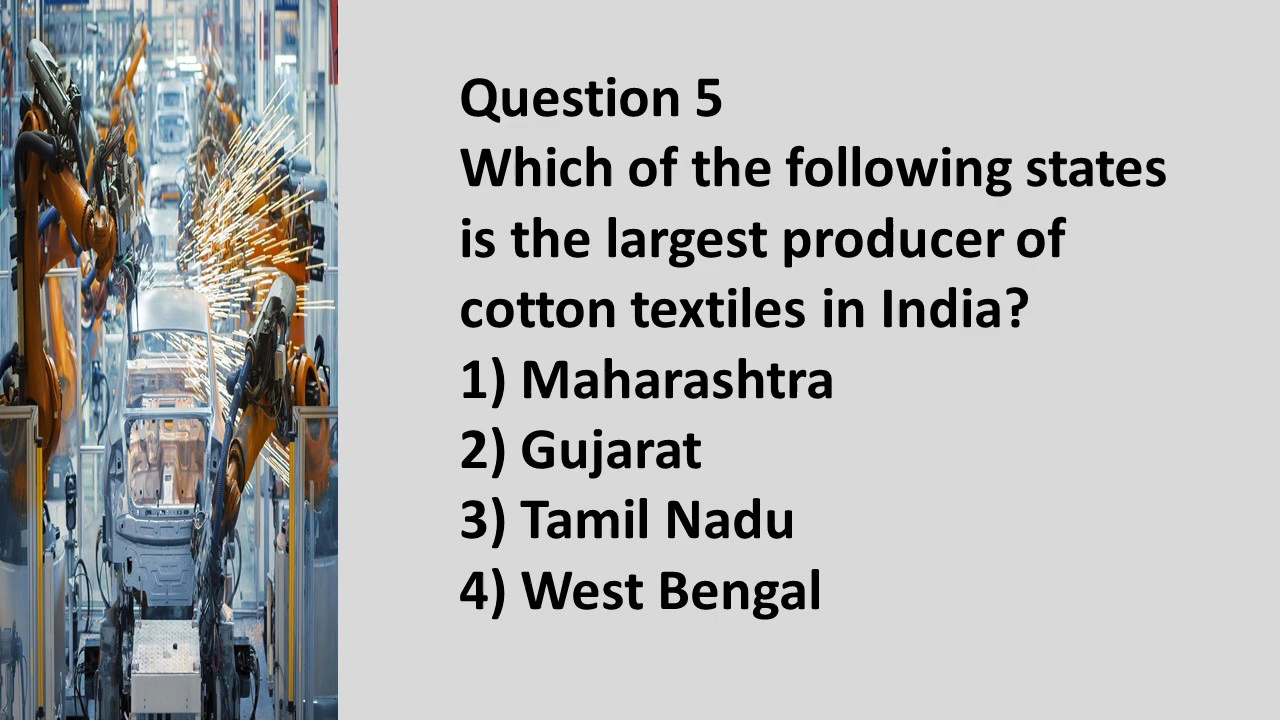 Question 5
Which of the following states
is the largest producer of
cotton textiles in India?
1) Maharashtra
2) Gujarat
3) Tamil Nadu
4) West Bengal